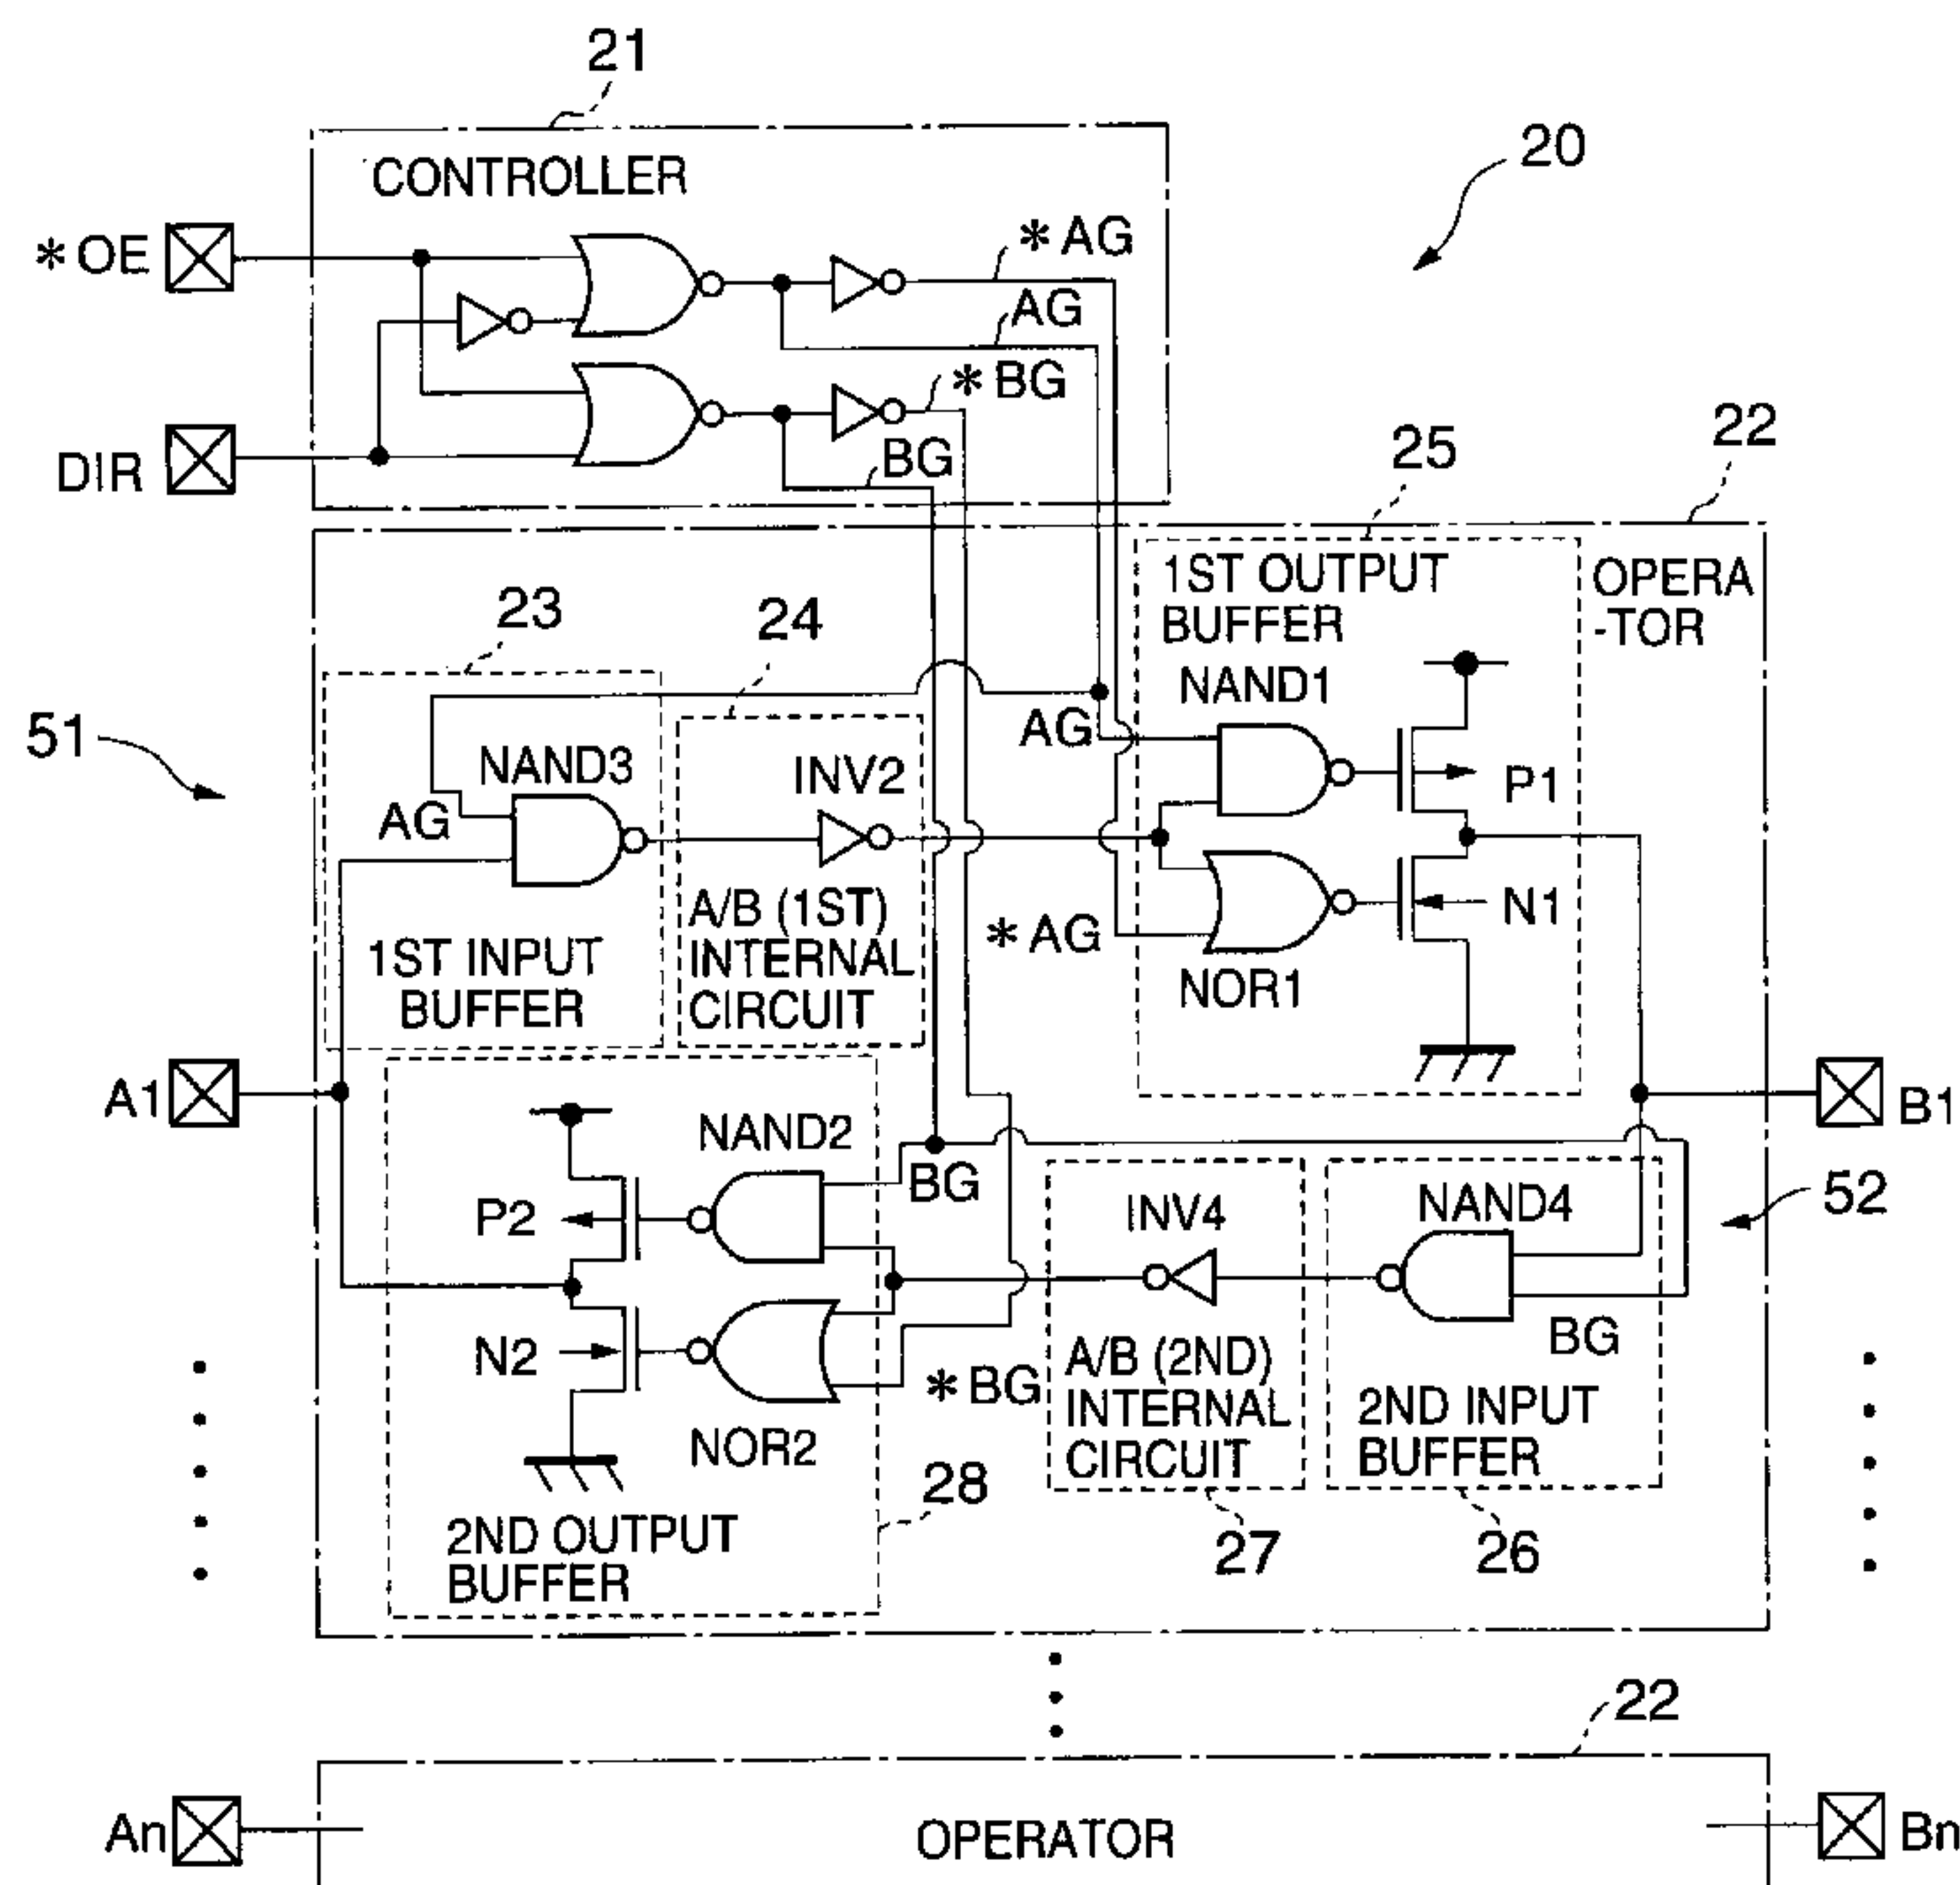 21
CONTROLLER
20
* OE
* AG
AG
* BG
DIR
BG
22
25
1ST OUTPUT
BUFFER
OPERA
-TOR
23
24
NAND1
51
AG
NAND3
INV2
P1
AG
A/B (1ST)
INTERNAL
CIRCUIT
N1
* AG
1ST INPUT
BUFFER
NOR1
A1
B1
NAND2
BG
P2
INV4
NAND4
52
N2
BG
A/B (2ND)
INTERNAL
CIRCUIT
* BG
2ND INPUT
BUFFER
NOR2
28
2ND OUTPUT
BUFFER
27
26
22
An
OPERATOR
Bn